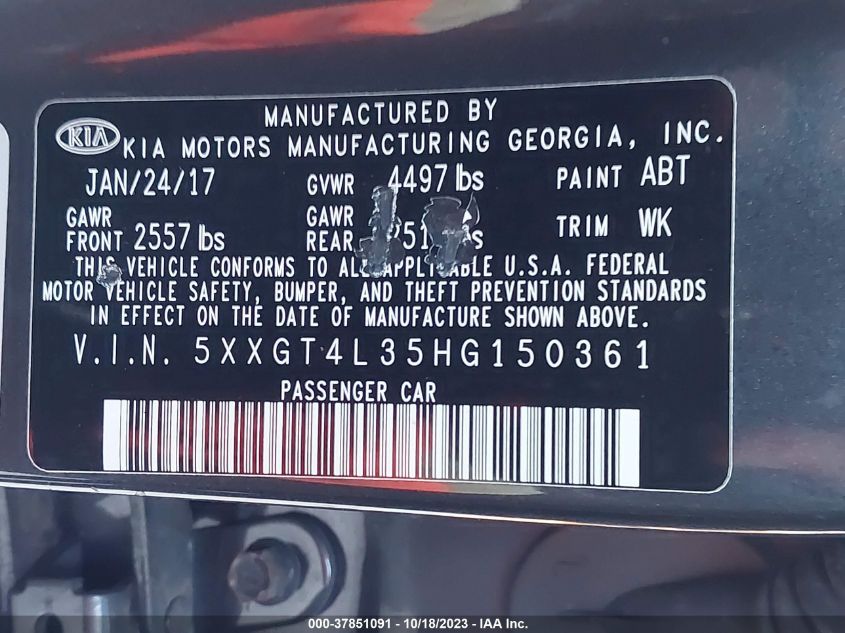 MANUFACTURED BY
KIA KIA MOTORS MANUFACTURING GEORGIA, INC.
JAN/24/17 GVWR 4497 lbs PAINT ABT
GAWR FRONT 2557 lbs GAWR REAR TRIM WK
THIS VEHICLE CONFORMS TO ALL APPLICABLE U.S.A. FEDERAL
MOTOR VEHICLE SAFETY, BUMPER, AND THEFT PREVENTION STANDARDS
IN EFFECT ON THE DATE OF MANUFACTURE SHOWN ABOVE.
V.I.N. 5XXGT4L35HG150361
PASSENGER CAR
000-37851091 - 10/18/2023 - IAA Inc.